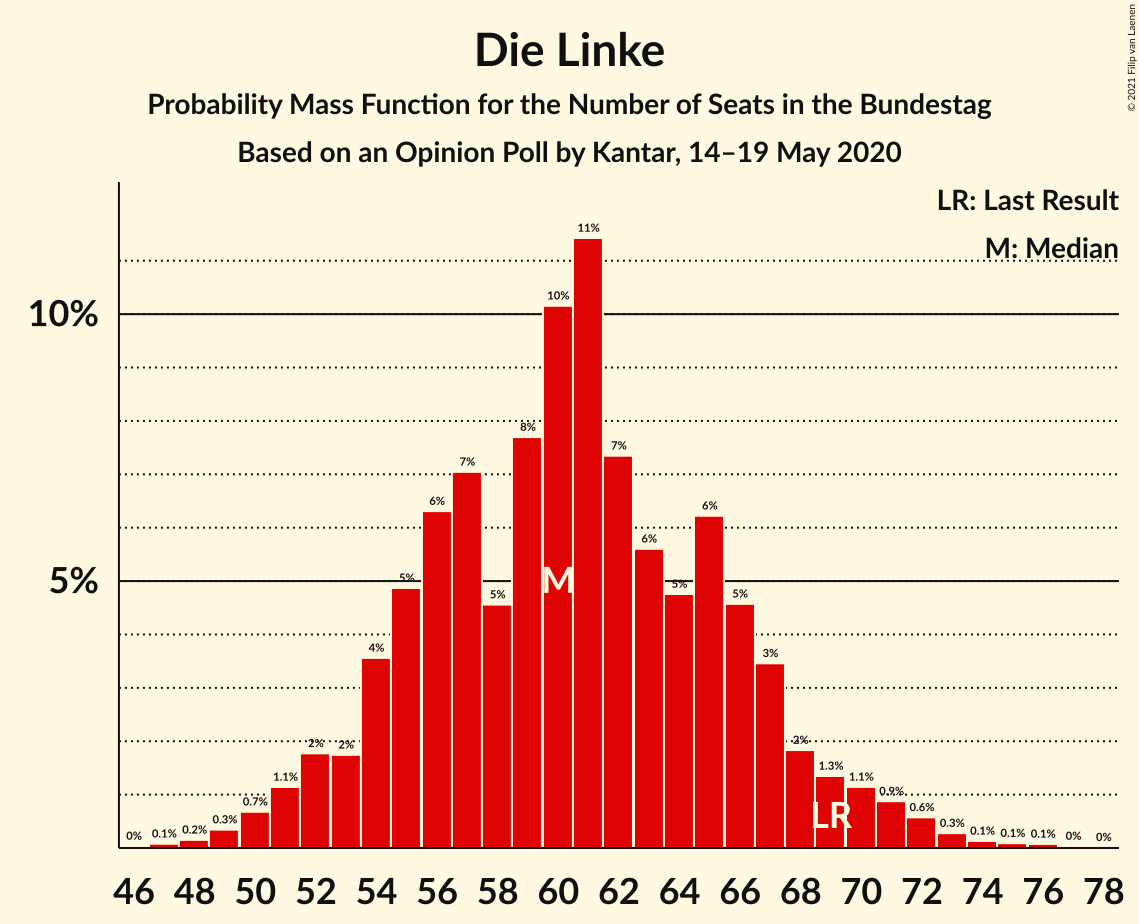 Die Linke
Probability Mass Function for the Number of Seats in the Bundestag
Based on an Opinion Poll by Kantar, 14–19 May 2020
© 2021 Filip van Laenen
LR: Last Result
M: Median
10%
5%
0% 0.1% 0.2% 0.3% 0.7% 1.1% 2% 2% 4% 5% 6% 7% 5% 8% 10% 11% 7% 6% 5% 6% 5% 3% 2% 1.3% 1.1% 0.9% 0.6% 0.3% 0.1% 0.1% 0.1% 0% 0%
M
LR
46 48 50 52 54 56 58 60 62 64 66 68 70 72 74 76 78